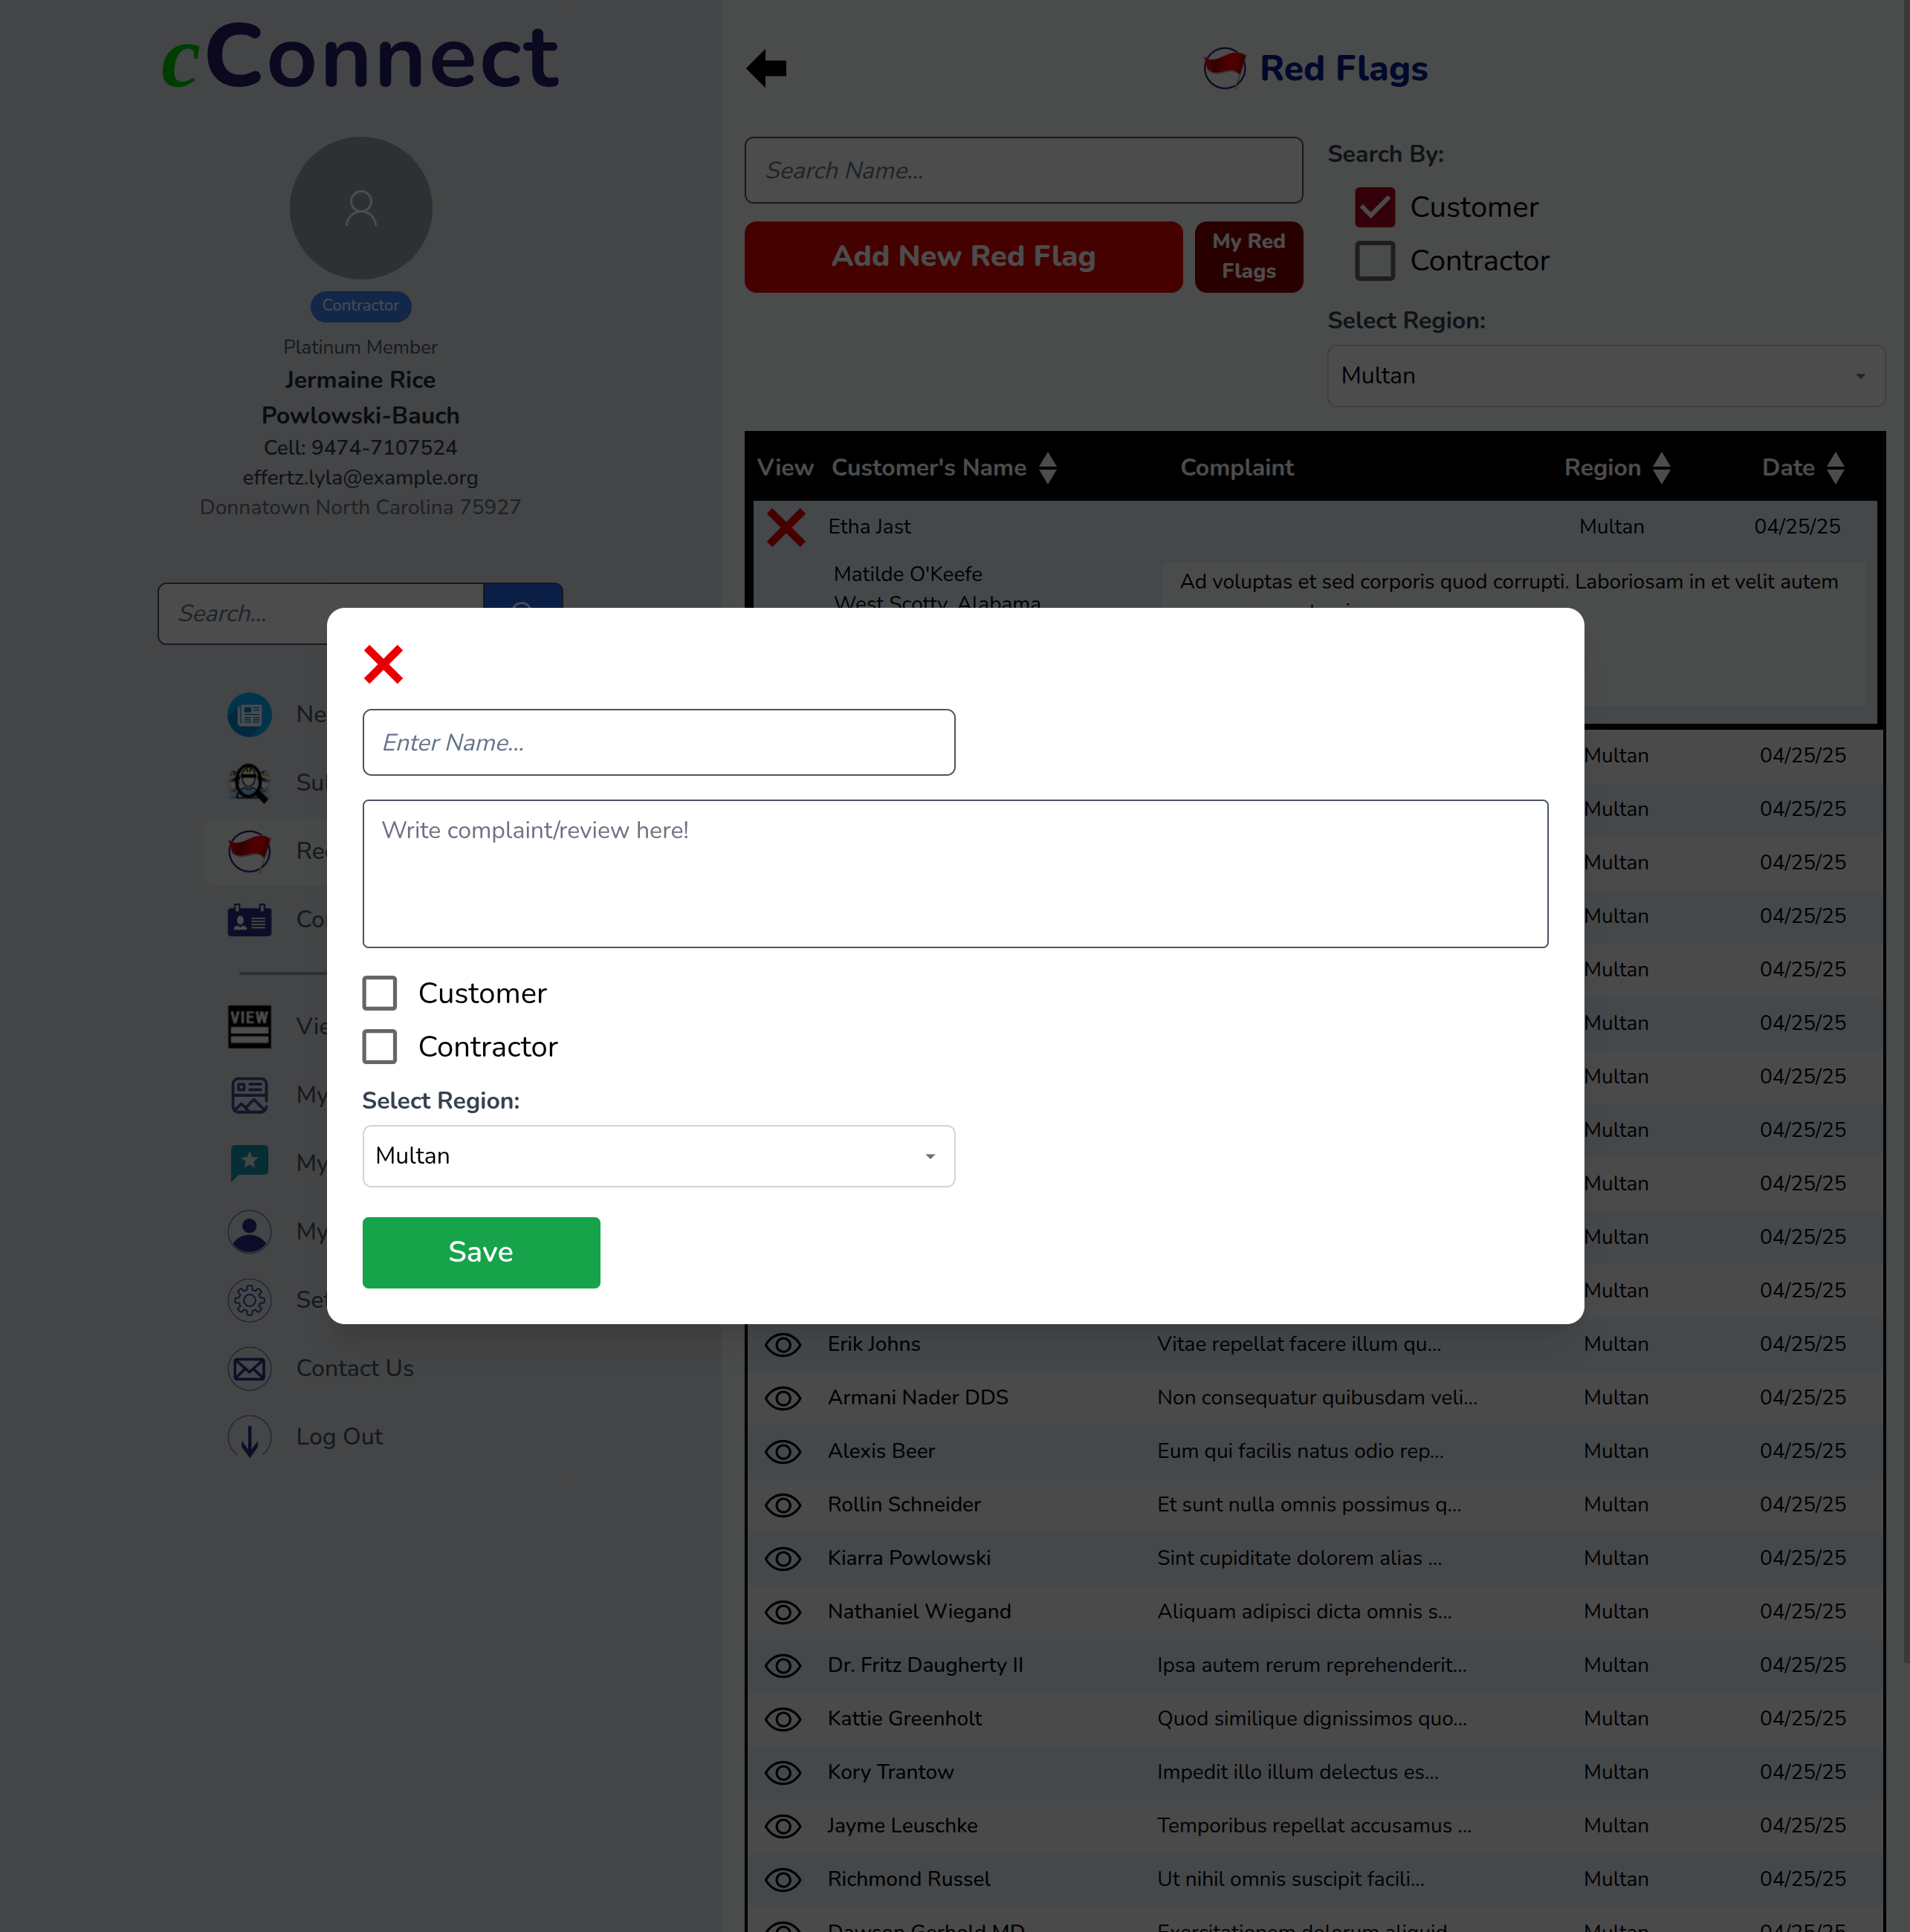 cConnect
Contractor
Platinum Member
Jermaine Rice
Powlowski-Bauch
Cell: 9474-7107524
effertz.lyla@example.org
Donnatown North Carolina 75927
Search...
Ne
Su
Re
Co
VIEW
Vie
My
My
My
Se
Contact Us
Log Out
Red Flags
Search Name...
Add New Red Flag
My Red
Flags
Search By:
Customer
Contractor
Select Region:
Multan
View Customer's Name Complaint Region Date
Etha Jast Multan 04/25/25
Matilde O'Keefe
West Scotty, Alabama
Ad voluptas et sed corporis quod corrupti. Laboriosam in et velit autem
Enter Name...
Write complaint/review here!
Customer
Contractor
Select Region:
Multan
Save
Multan 04/25/25
Multan 04/25/25
Multan 04/25/25
Multan 04/25/25
Multan 04/25/25
Multan 04/25/25
Multan 04/25/25
Multan 04/25/25
Multan 04/25/25
Multan 04/25/25
Multan 04/25/25
Erik Johns Vitae repellat facere illum qu... Multan 04/25/25
Armani Nader DDS Non consequatur quibusdam veli... Multan 04/25/25
Alexis Beer Eum qui facilis natus odio rep... Multan 04/25/25
Rollin Schneider Et sunt nulla omnis possimus q... Multan 04/25/25
Kiarra Powlowski Sint cupiditate dolorem alias ... Multan 04/25/25
Nathaniel Wiegand Aliquam adipisci dicta omnis s... Multan 04/25/25
Dr. Fritz Daugherty II Ipsa autem rerum reprehenderit... Multan 04/25/25
Kattie Greenholt Quod similique dignissimos quo... Multan 04/25/25
Kory Trantow Impedit illo illum delectus es... Multan 04/25/25
Jayme Leuschke Temporibus repellat accusamus ... Multan 04/25/25
Richmond Russel Ut nihil omnis suscipit facili... Multan 04/25/25
Dawson Gerhold MD Exercitationem dolorum aliquid Multan 04/25/25